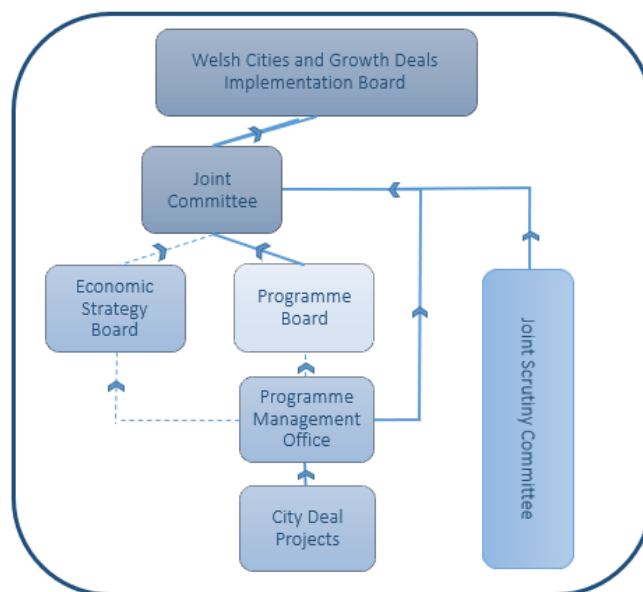 Welsh Cities and Growth Deals
Implementation Board
Joint
Committee
Economic
Strategy
Board
Programme
Board
Programme
Management
Office
City Deal
Projects
Joint Scrutiny Committee